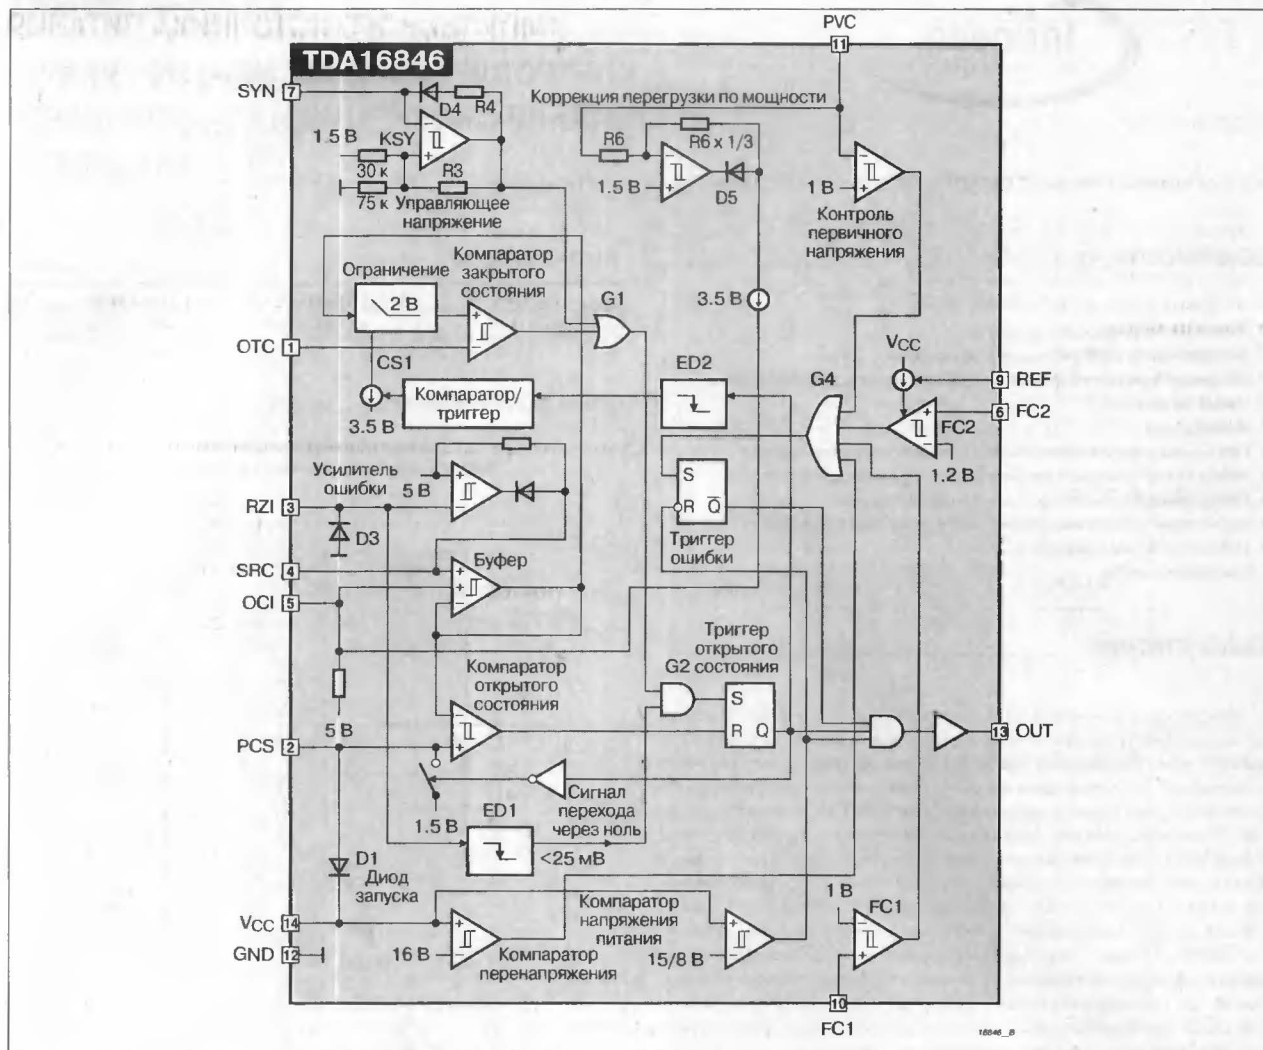 PVC
11
TDA16846
SYN 7
D4
R4
Коррекция перегрузки по мощности
1.5 В
KSY
R6
R6 x 1/3
30 к
R3
1.5 В
D5
1 В
75 к
Управляющее
напряжение
Контроль
первичного
напряжения
Компаратор
закрытого
состояния
Ограничение
2 В
G1
3.5 В
OTC 1
VCC
CS1
ED2
G4
9 REF
Компаратор/
триггер
6 FC2
FC2
3.5 В
1.2 В
Усилитель
ошибки
5 В
S
R Q
RZI 3
D3
Триггер
ошибки
Буфер
SRC 4
OCI 5
Триггер
открытого
состояния
G2
Компаратор
открытого
состояния
S
R Q
5 В
PCS 2
13 OUT
Сигнал
перехода
через ноль
1.5 В
ED1
<25 мВ
D1
Диод
запуска
1 В
FC1
Компаратор
напряжения
питания
VCC 14
GND 12
16 В
Компаратор
перенапряжения
15/8 В
10
FC1
16846_B